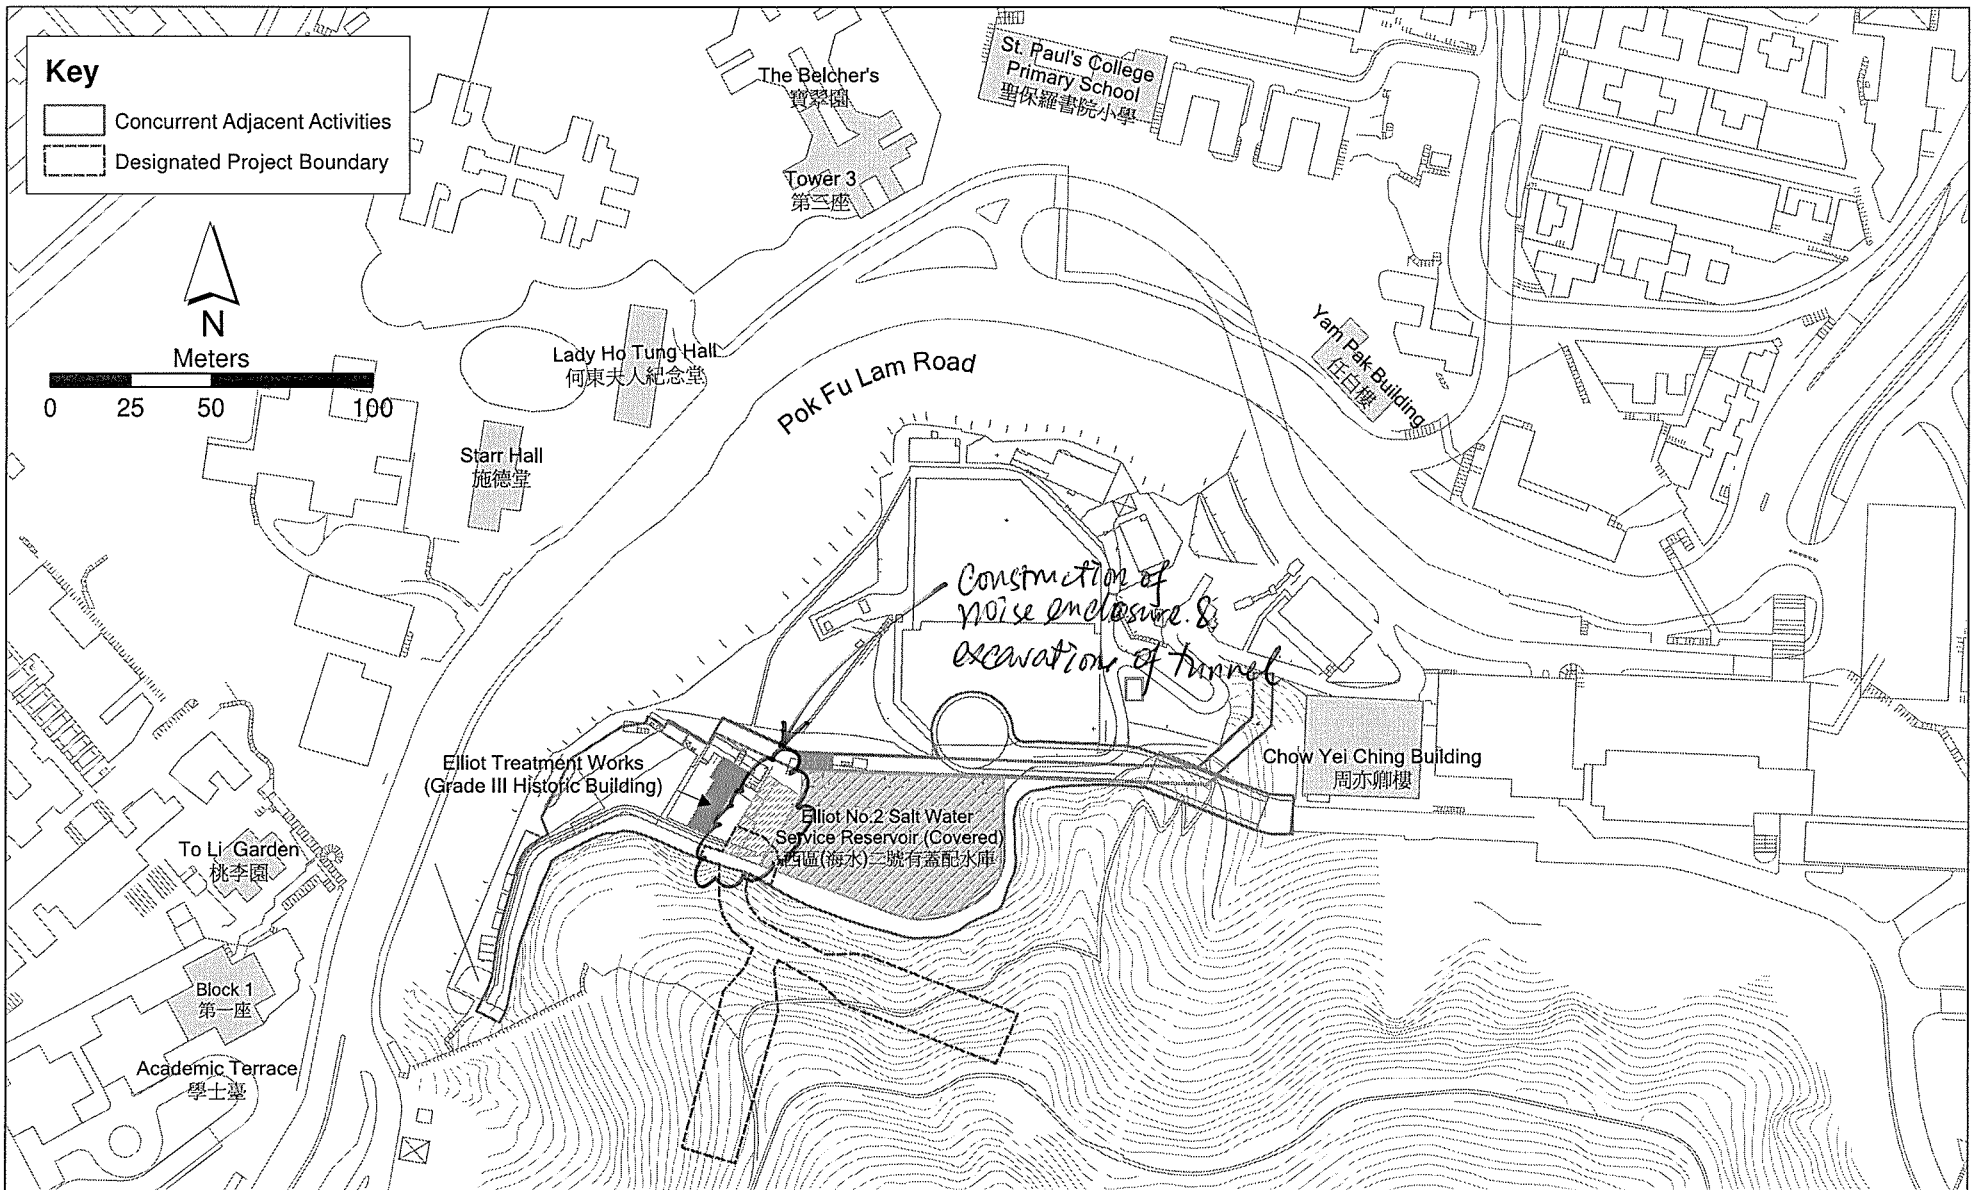 Key
Concurrent Adjacent Activities
Designated Project Boundary
N
Meters
0 25 50 100
The Belcher's
寶翠園
Tower 3
第三座
St. Paul's College
Primary School
聖保羅書院小學
Lady Ho Tung Hall
何東夫人紀念堂
Pok Fu Lam Road
Yam Pak Building
任白樓
Starr Hall
施德堂
Construction of
noise enclosure &
excavations of tunnel
Elliot Treatment Works
(Grade III Historic Building)
Chow Yei Ching Building
周亦卿樓
Elliot No.2 Salt Water
Service Reservoir (Covered)
西區(海水)二號有蓋配水庫
To Li Garden
桃李園
Block 1
第一座
Academic Terrace
學士臺